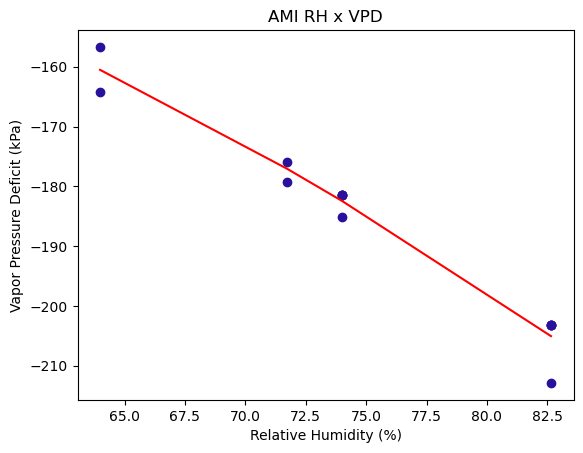 AMI RH x VPD
Vapor Pressure Deficit (kPa)
−160
−170
−180
−190
−200
−210
65.0 67.5 70.0 72.5 75.0 77.5 80.0 82.5
Relative Humidity (%)